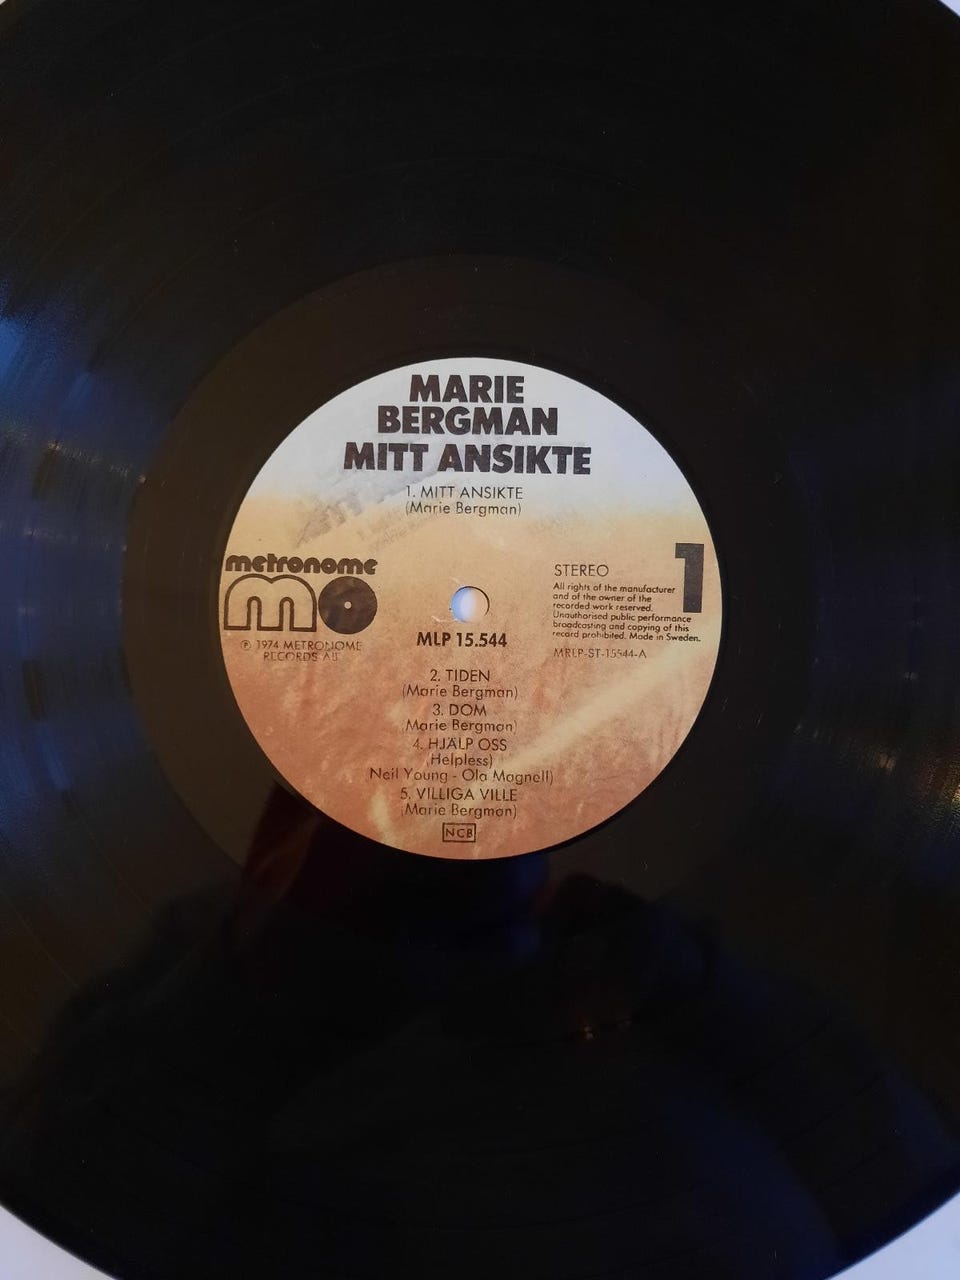 MARIE
BERGMAN
MITT ANSIKTE
1. MITT ANSIKTE
(Marie Bergman)
metronome
mo
℗ 1974 METRONOME
RECORDS AB
MLP 15.544
STEREO
1
All rights of the manufacturer
and of the owner of the
recorded work reserved.
Unauthorised public performance
broadcasting and copying of this
record prohibited. Made in Sweden.
MRLP-ST-15544-A
2. TIDEN
(Marie Bergman)
3. DOM
Marie Bergman)
4. HJÄLP OSS
(Helpless)
Neil Young - Ola Magnell)
5. VILLIGA VILLE
(Marie Bergman)
NCB